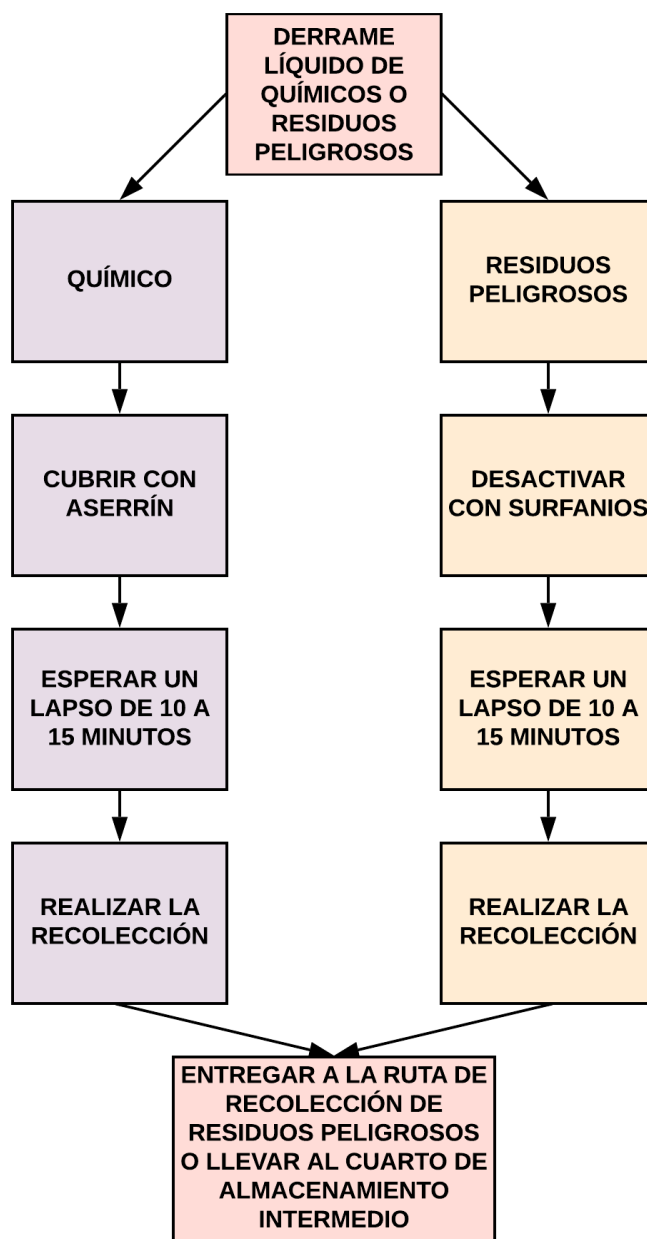 DERRAME
LÍQUIDO DE
QUÍMICOS O
RESIDUOS
PELIGROSOS
QUÍMICO
CUBRIR CON
ASERRÍN
ESPERAR UN
LAPSO DE 10 A
15 MINUTOS
REALIZAR LA
RECOLECCIÓN
RESIDUOS
PELIGROSOS
DESACTIVAR
CON SURFANIOS
ESPERAR UN
LAPSO DE 10 A
15 MINUTOS
REALIZAR LA
RECOLECCIÓN
ENTREGAR A LA RUTA DE
RECOLECCIÓN DE
RESIDUOS PELIGROSOS
O LLEVAR AL CUARTO DE
ALMACENAMIENTO
INTERMEDIO